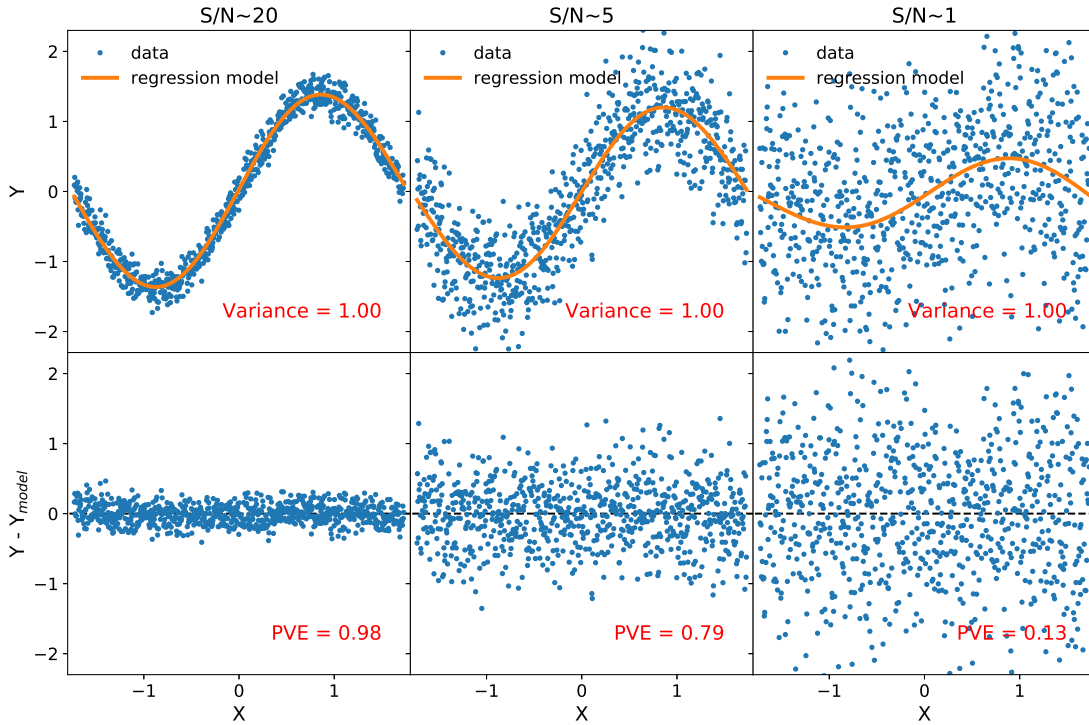 S/N~20
S/N~5
S/N~1
data
regression model
data
regression model
data
regression model
2
1
0
−1
−2
Y
Variance = 1.00
Variance = 1.00
Variance = 1.00
2
1
0
−1
−2
Y - Y_model
PVE = 0.98
PVE = 0.79
PVE = 0.13
−1 0 1
−1 0 1
−1 0 1
X
X
X